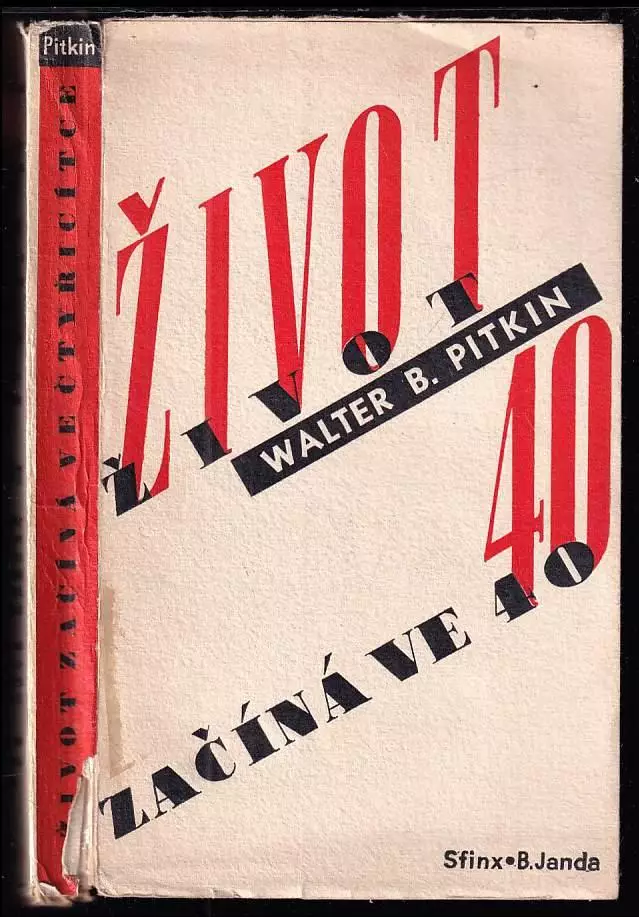 Pitkin
ŽIVOT ZAČÍNÁ VE ČTYŘICÍTCE
ŽIVOT
ŽIVOT
WALTER B. PITKIN
40
ZAČÍNÁ VE 40
Sfinx•B.Janda